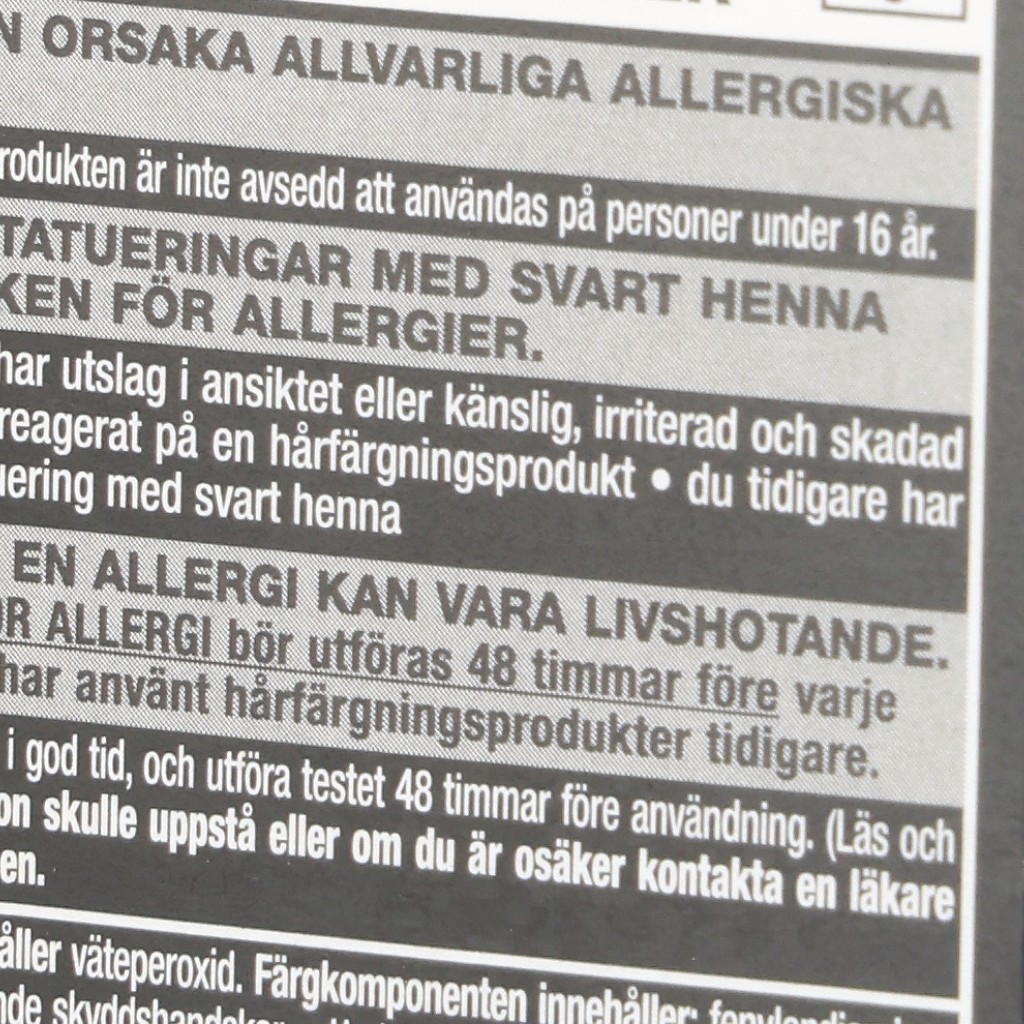 N ORSAKA ALLVARLIGA ALLERGISKA
rodukten är inte avsedd att användas på personer under 16 år.
TATUERINGAR MED SVART HENNA
KEN FÖR ALLERGIER.
har utslag i ansiktet eller känslig, irriterad och skadad
reagerat på en hårfärgningsprodukt • du tidigare har
uering med svart henna
EN ALLERGI KAN VARA LIVSHOTANDE.
ÖR ALLERGI bör utföras 48 timmar före varje
har använt hårfärgningsprodukter tidigare.
i god tid, och utföra testet 48 timmar före användning. (Läs och
on skulle uppstå eller om du är osäker kontakta en läkare
en.
åller väteperoxid. Färgkomponenten innehåller: